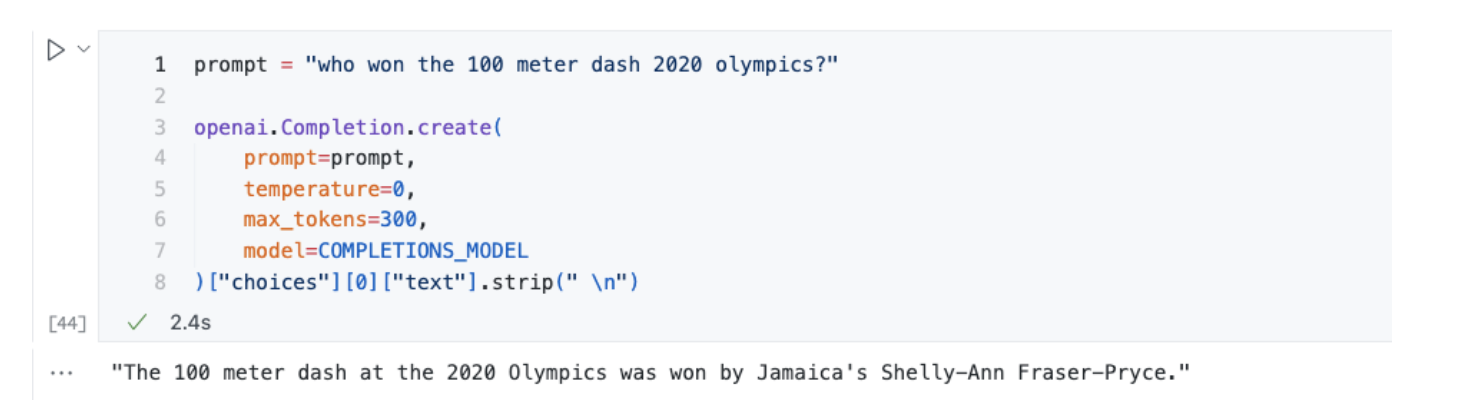 1 prompt = "who won the 100 meter dash 2020 olympics?"
2
3 openai.Completion.create(
4     prompt=prompt,
5     temperature=0,
6     max_tokens=300,
7     model=COMPLETIONS_MODEL
8 )["choices"][0]["text"].strip(" \n")
[44] ✓ 2.4s
... "The 100 meter dash at the 2020 Olympics was won by Jamaica's Shelly-Ann Fraser-Pryce."